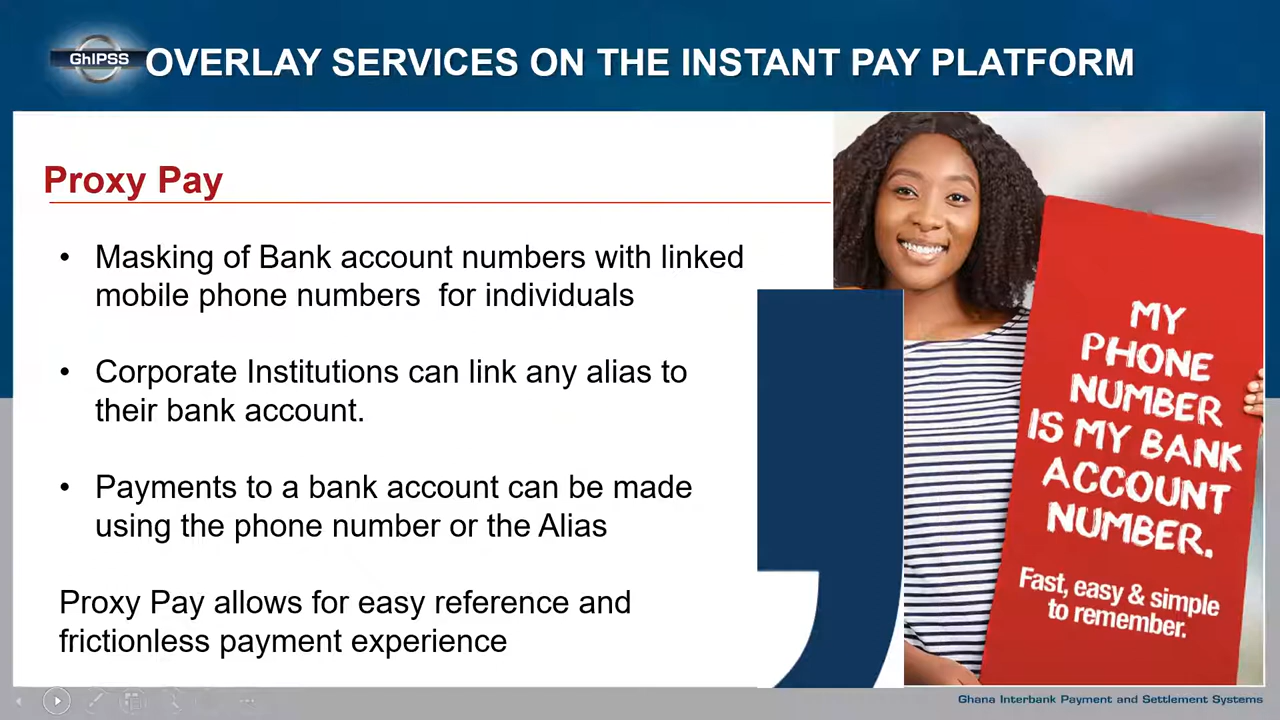 GhIPSS
OVERLAY SERVICES ON THE INSTANT PAY PLATFORM
Proxy Pay
• Masking of Bank account numbers with linked
mobile phone numbers for individuals
• Corporate Institutions can link any alias to
their bank account.
• Payments to a bank account can be made
using the phone number or the Alias
Proxy Pay allows for easy reference and
frictionless payment experience
MY
PHONE
NUMBER
IS MY BANK
ACCOUNT
NUMBER.
Fast, easy & simple
to remember.
Ghana Interbank Payment and Settlement Systems